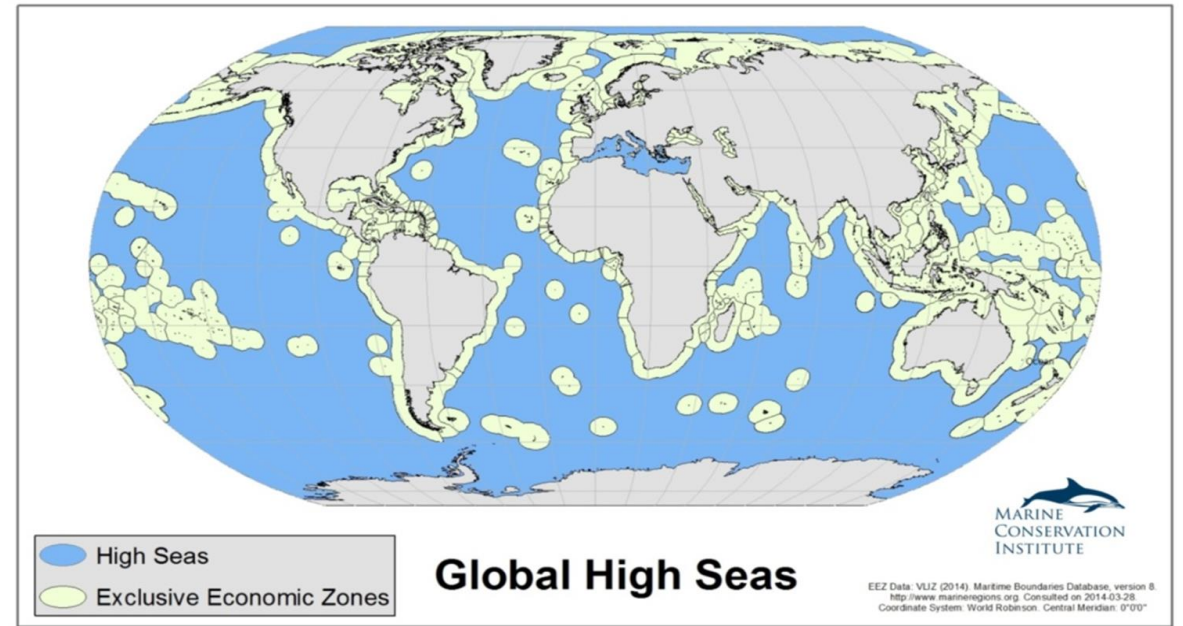 High Seas
Exclusive Economic Zones
Global High Seas
MARINE
CONSERVATION
INSTITUTE
EEZ Data: VLIZ (2014). Maritime Boundaries Database, version 8.
http://www.marineregions.org. Consulted on 2014-03-28.
Coordinate System: World Robinson. Central Meridian: 0°0'0"